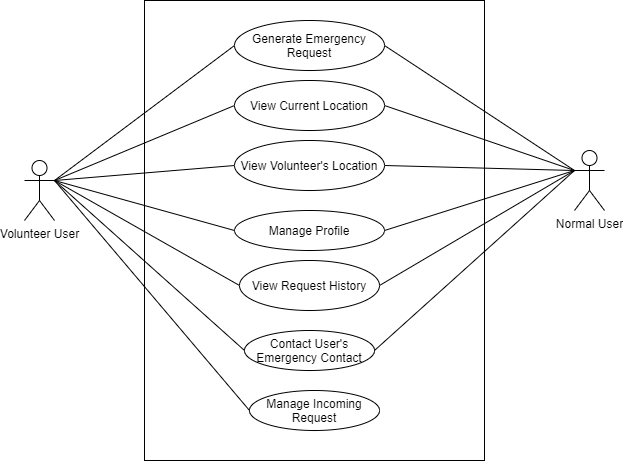 Generate Emergency
Request
View Current Location
View Volunteer's Location
Volunteer User
Normal User
Manage Profile
View Request History
Contact User's
Emergency Contact
Manage Incoming
Request